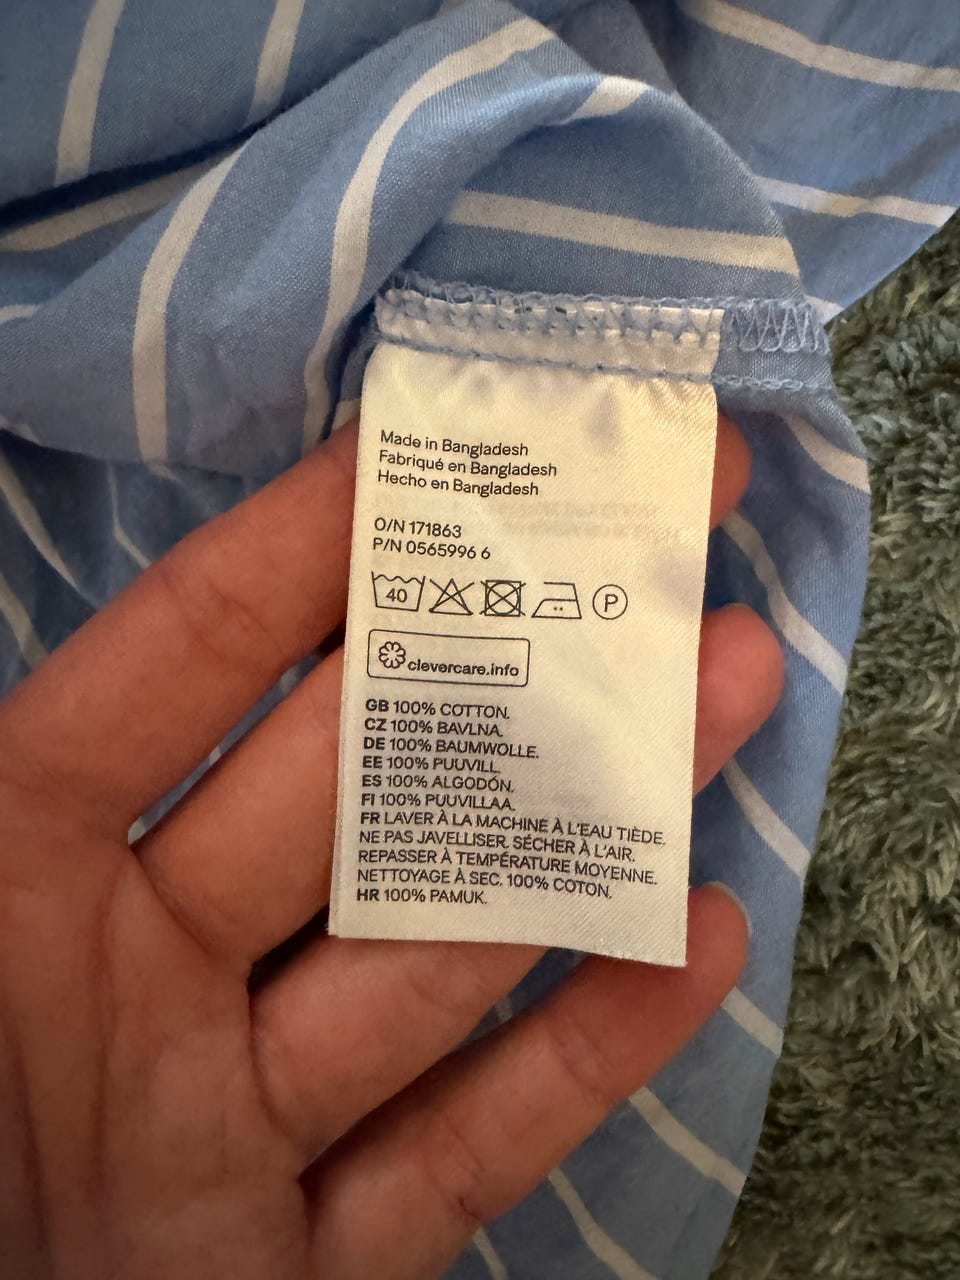 Made in Bangladesh
Fabriqué en Bangladesh
Hecho en Bangladesh
O/N 171863
P/N 0565996 6
40 P
clevercare.info
GB 100% COTTON.
CZ 100% BAVLNA.
DE 100% BAUMWOLLE.
EE 100% PUUVILL.
ES 100% ALGODÓN.
FI 100% PUUVILLAA.
FR LAVER À LA MACHINE À L'EAU TIÈDE.
NE PAS JAVELLISER. SÉCHER À L'AIR.
REPASSER À TEMPÉRATURE MOYENNE.
NETTOYAGE À SEC. 100% COTON.
HR 100% PAMUK.